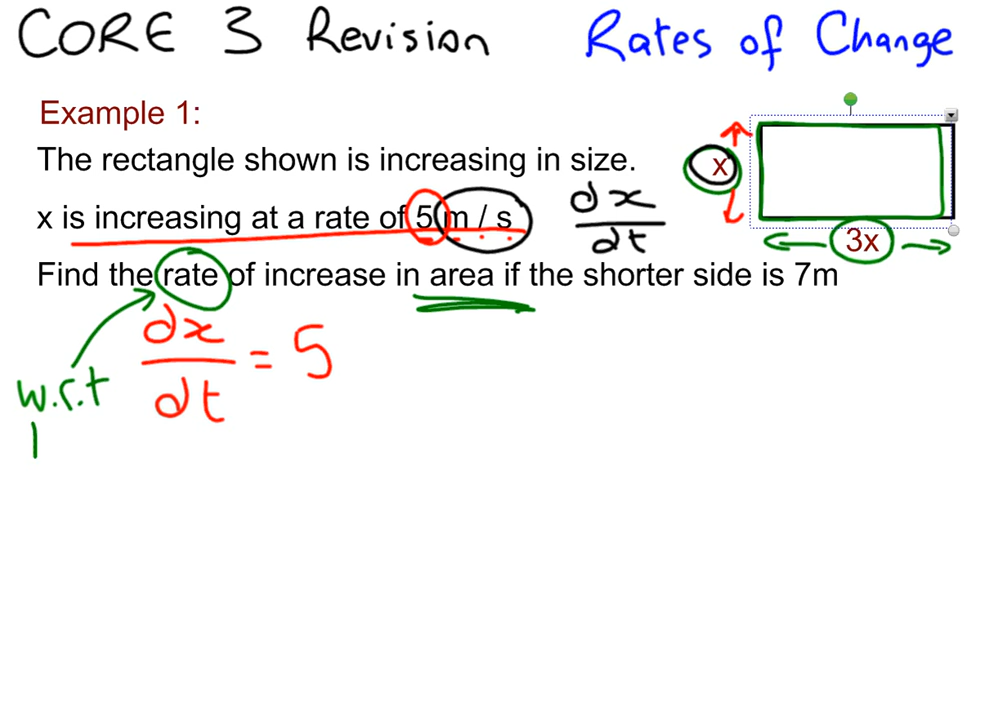 CORE 3 Revision Rates of Change
Example 1:
The rectangle shown is increasing in size.
x
x is increasing at a rate of 5m / s
dx
dt
3x
Find the rate of increase in area if the shorter side is 7m
dx
dt
= 5
w.r.t